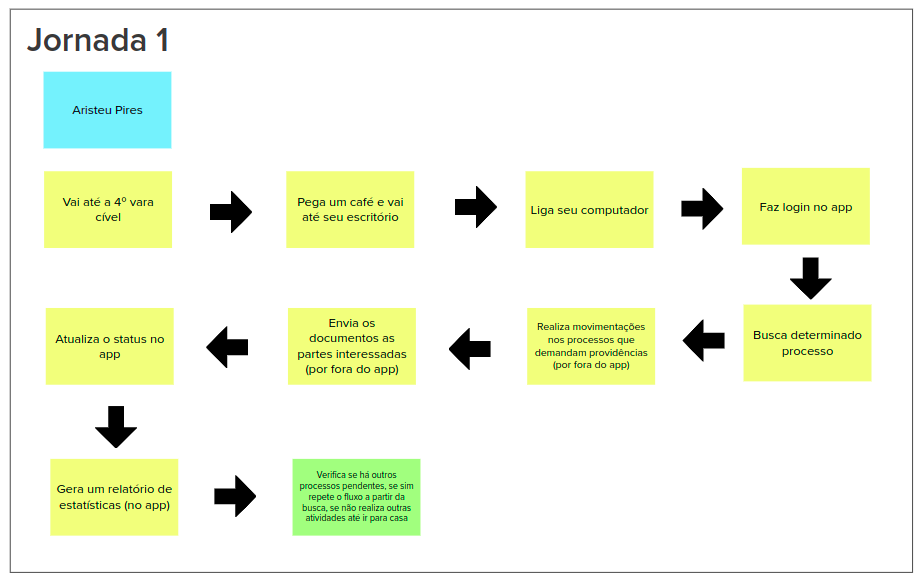 Jornada 1
Aristeu Pires
Vai até a 4º vara
cível
Pega um café e vai
até seu escritório
Liga seu computador
Faz login no app
Busca determinado
processo
Realiza movimentações
nos processos que
demandam providências
(por fora do app)
Envia os
documentos as
partes interessadas
(por fora do app)
Atualiza o status no
app
Gera um relatório de
estatísticas (no app)
Verifica se há outros
processos pendentes, se sim
repete o fluxo a partir da
busca, se não realiza outras
atividades até ir para casa